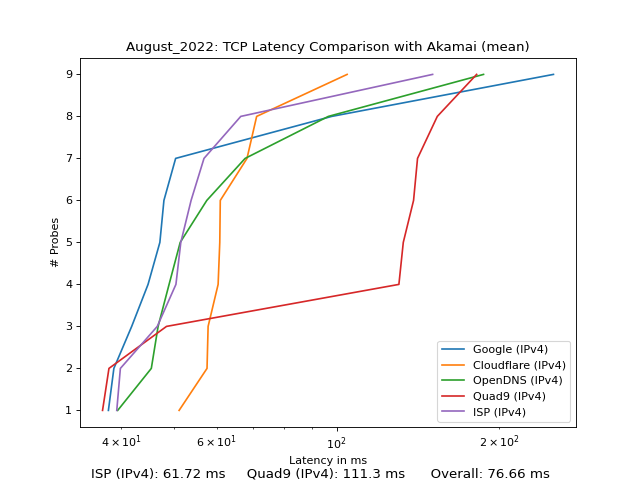 August_2022: TCP Latency Comparison with Akamai (mean)
# Probes
9
8
7
6
5
4
3
2
1
Google (IPv4)
Cloudflare (IPv4)
OpenDNS (IPv4)
Quad9 (IPv4)
ISP (IPv4)
4 × 10¹ 6 × 10¹ 10² 2 × 10²
Latency in ms
ISP (IPv4): 61.72 ms Quad9 (IPv4): 111.3 ms Overall: 76.66 ms